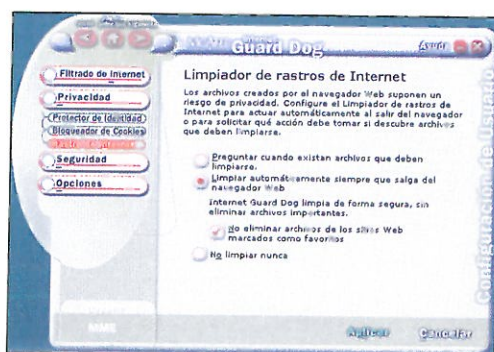 Guard Dog
Ayuda
Filtrado de Internet
Privacidad
Protector de Identidad
Bloqueador de Cookies
Seguridad
Opciones
Limpiador de rastros de Internet
Los archivos creados por el navegador Web suponen un
riesgo de privacidad. Configure el Limpiador de rastros de
Internet para actuar automáticamente al salir del navegador
o para solicitar qué acción debe tomar si descubre archivos
que deben limpiarse.
Preguntar cuando existan archivos que deben
limpiarse.
Limpiar automáticamente siempre que salga del
navegador Web
Internet Guard Dog limpia de forma segura, sin
eliminar archivos importantes.
No eliminar archivos de los sitios Web
marcados como favoritos
No limpiar nunca
Configuración de Usuario
MME
Aplicar
Cancelar